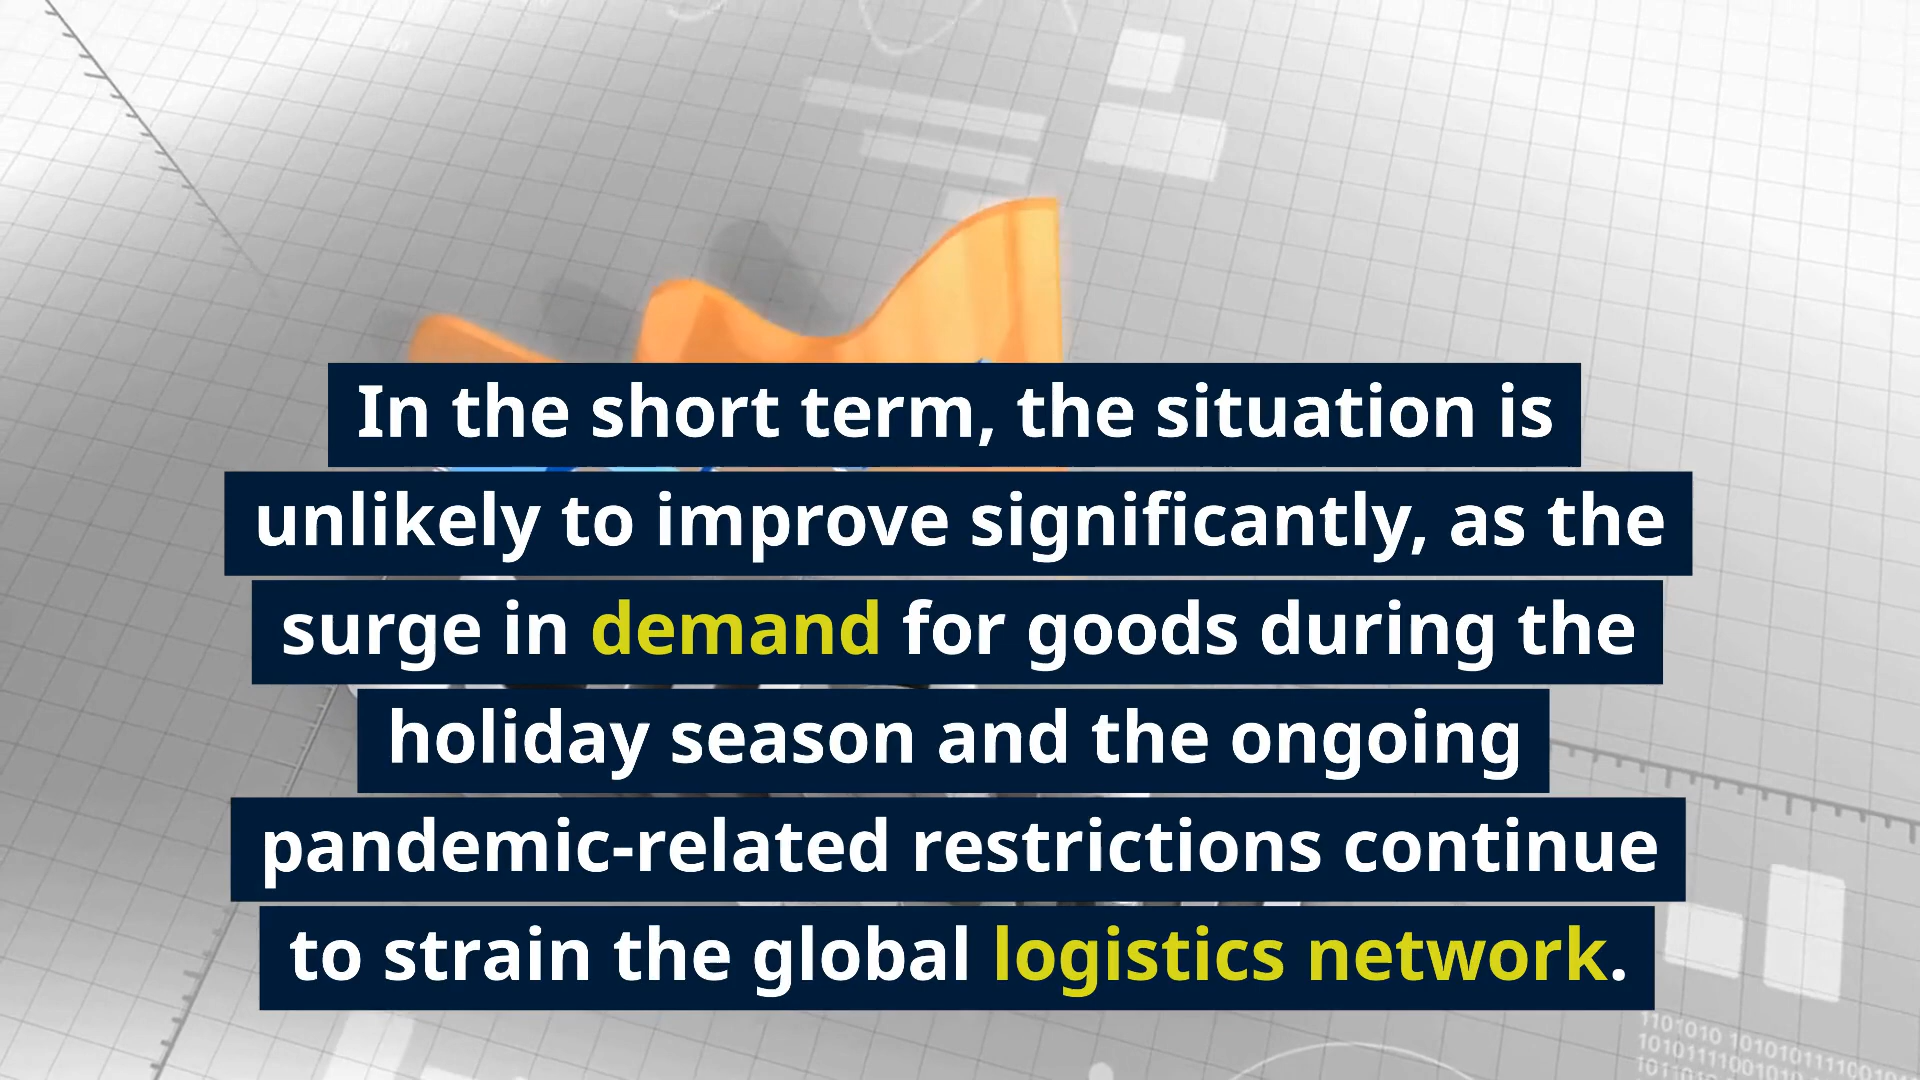 In the short term, the situation is
unlikely to improve significantly, as the
surge in demand for goods during the
holiday season and the ongoing
pandemic-related restrictions continue
to strain the global logistics network.